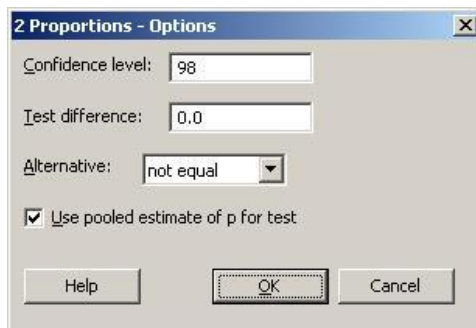 2 Proportions - Options
Confidence level: 98
Test difference: 0.0
Alternative: not equal
Use pooled estimate of p for test
Help OK Cancel